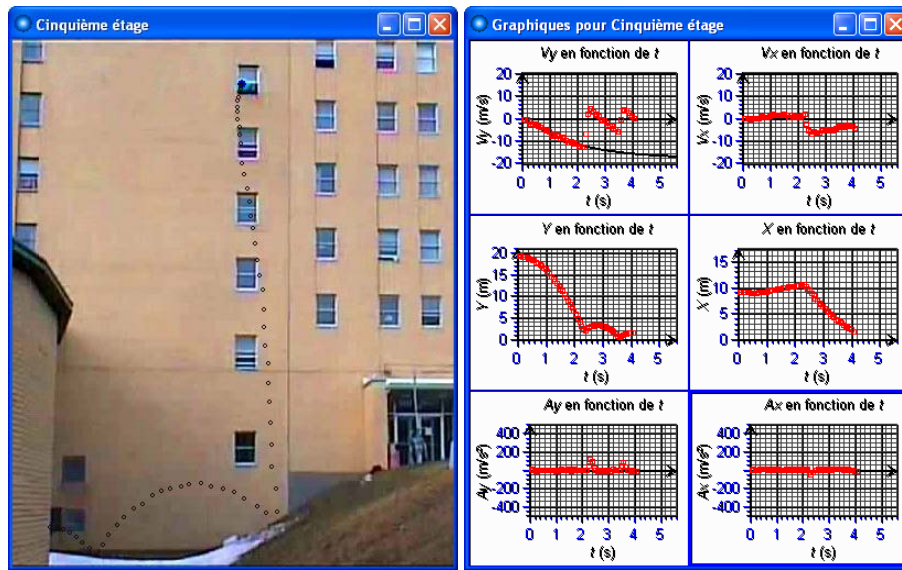 Cinquième étage
Graphiques pour Cinquième étage
Vy en fonction de t
20
10
0
-10
-20
Vy (m/s)
0 1 2 3 4 5
t (s)
Vx en fonction de t
20
10
0
-10
-20
Vx (m/s)
0 1 2 3 4 5
t (s)
Y en fonction de t
20
15
10
5
0
Y (m)
0 1 2 3 4 5
t (s)
X en fonction de t
15
10
5
0
X (m)
0 1 2 3 4 5
t (s)
Ay en fonction de t
400
200
0
-200
-400
Ay (m/s²)
0 1 2 3 4 5
t (s)
Ax en fonction de t
400
200
0
-200
-400
Ax (m/s²)
0 1 2 3 4 5
t (s)